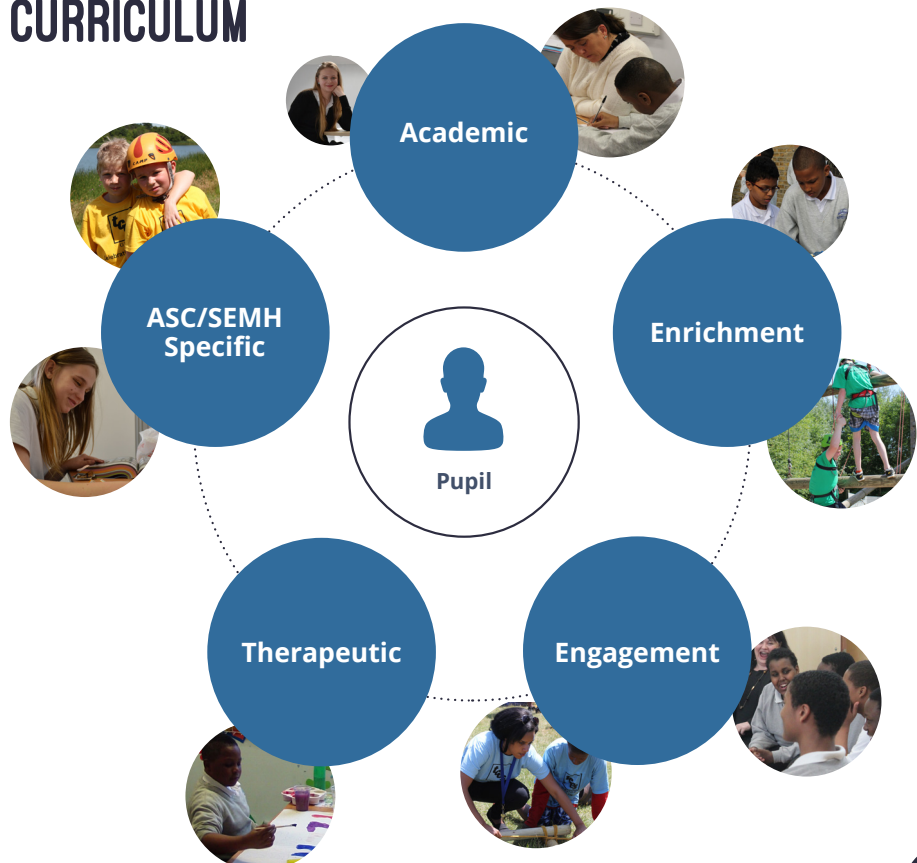 CURRICULUM
Academic
ASC/SEMH
Specific
Enrichment
Pupil
Therapeutic
Engagement